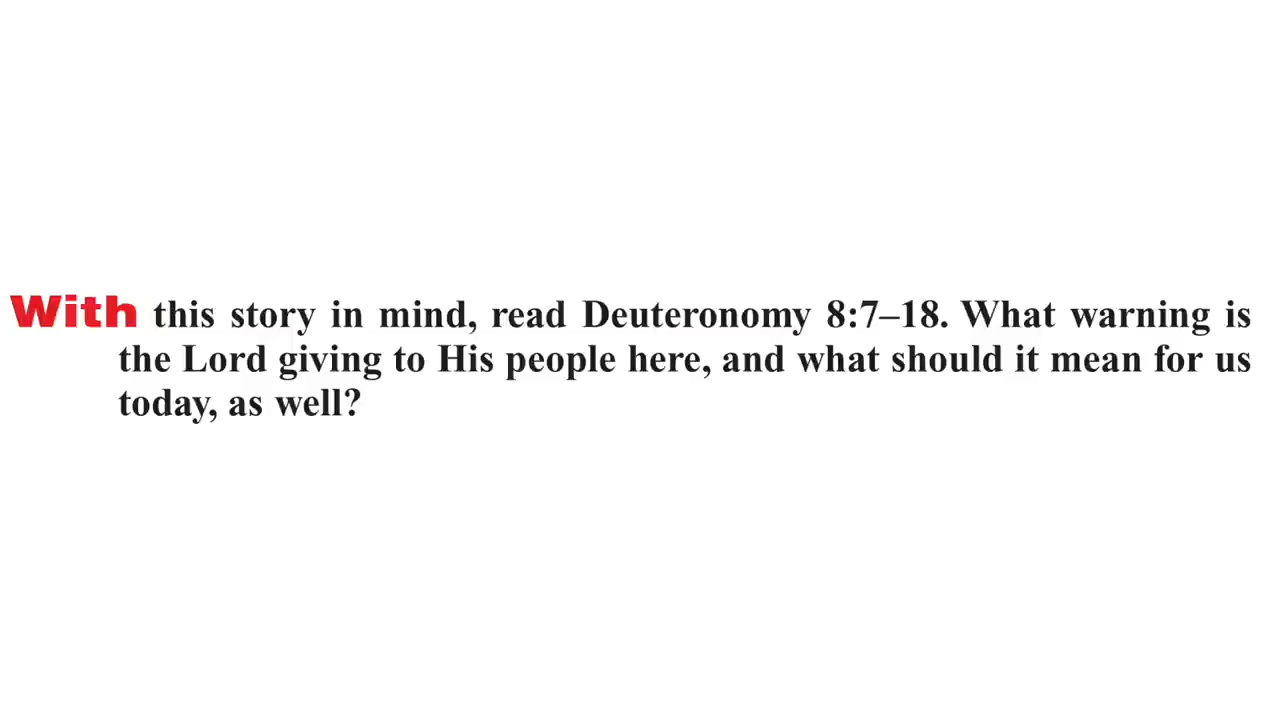 With this story in mind, read Deuteronomy 8:7–18. What warning is
the Lord giving to His people here, and what should it mean for us
today, as well?